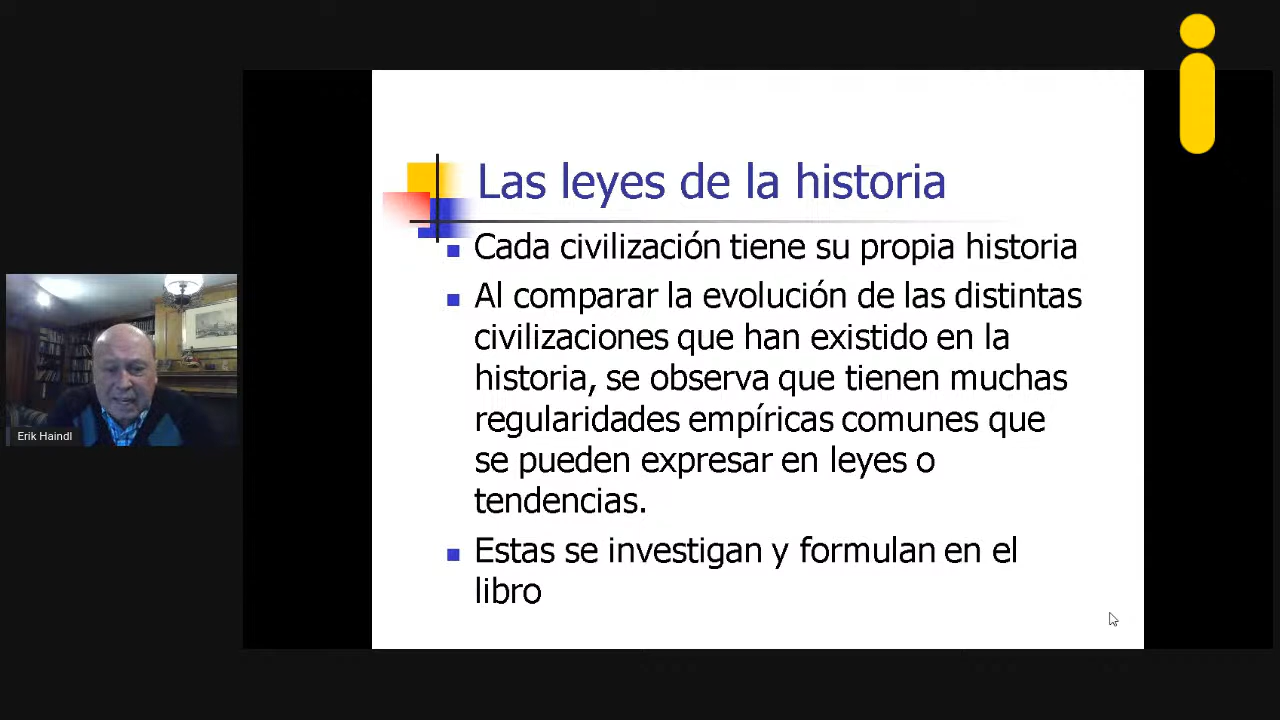 Las leyes de la historia
Cada civilización tiene su propia historia
Al comparar la evolución de las distintas
civilizaciones que han existido en la
historia, se observa que tienen muchas
regularidades empíricas comunes que
se pueden expresar en leyes o
tendencias.
Estas se investigan y formulan en el
libro
Erik Haindl